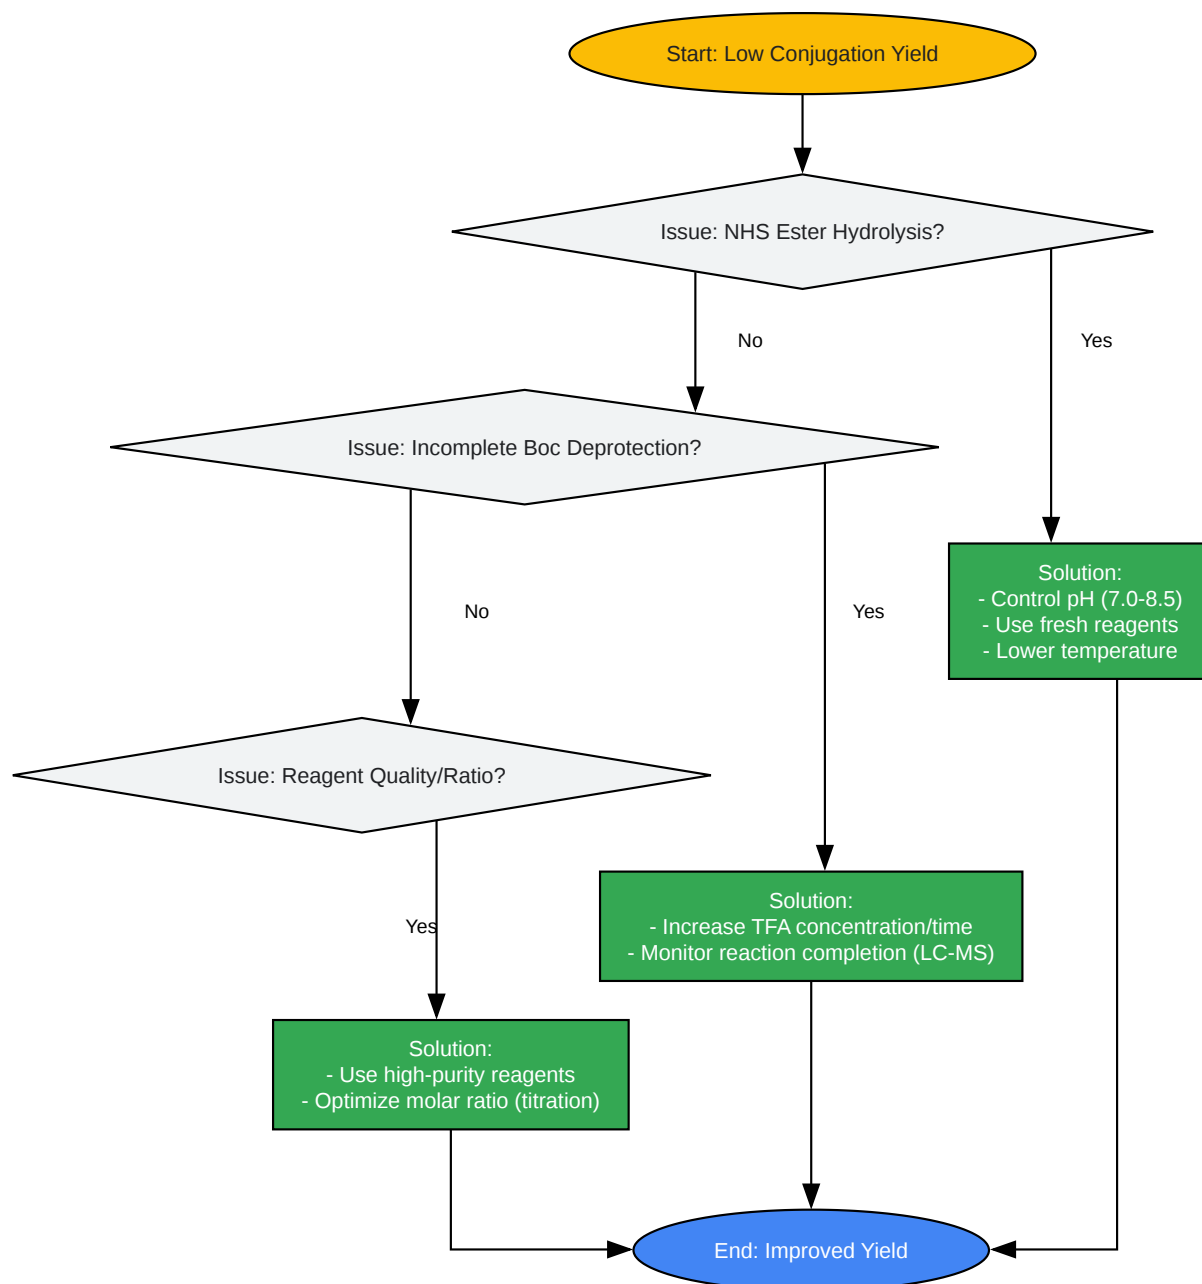 Start: Low Conjugation Yield
Issue: NHS Ester Hydrolysis?
No
Yes
Issue: Incomplete Boc Deprotection?
No
Yes
Solution:
- Control pH (7.0-8.5)
- Use fresh reagents
- Lower temperature
Issue: Reagent Quality/Ratio?
Yes
Solution:
- Increase TFA concentration/time
- Monitor reaction completion (LC-MS)
Solution:
- Use high-purity reagents
- Optimize molar ratio (titration)
End: Improved Yield